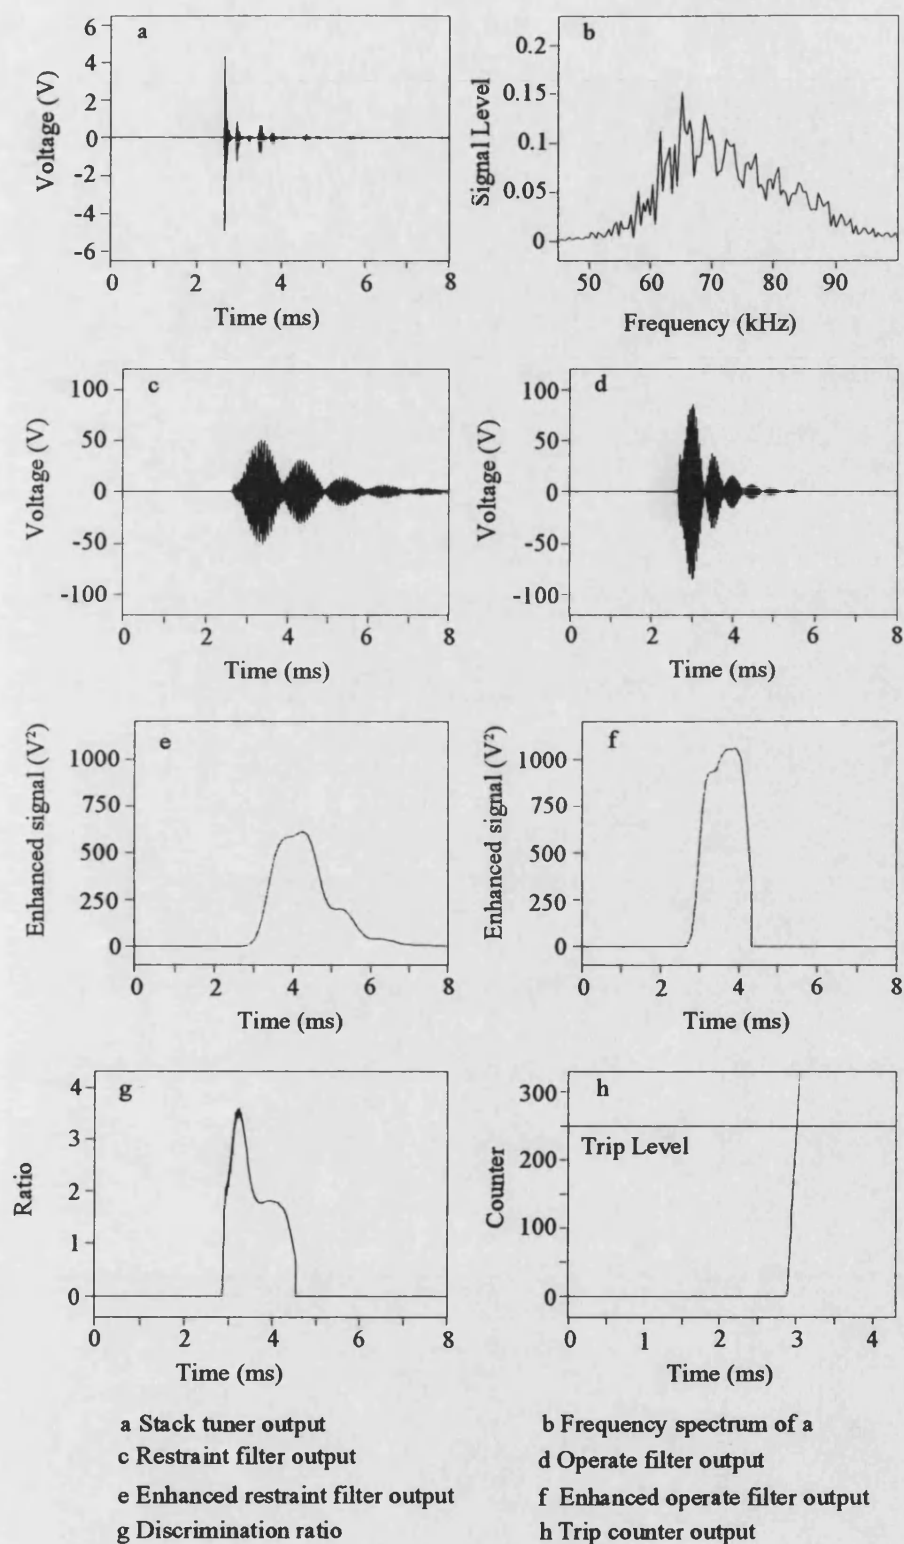 a
6
4
2
0
-2
-4
-6
Voltage (V)
0 2 4 6 8
Time (ms)
b
0.2
0.15
0.1
0.05
0
Signal Level
50 60 70 80 90
Frequency (kHz)
c
100
50
0
-50
-100
Voltage (V)
0 2 4 6 8
Time (ms)
d
100
50
0
-50
-100
Voltage (V)
0 2 4 6 8
Time (ms)
e
1000
750
500
250
0
Enhanced signal (V²)
0 2 4 6 8
Time (ms)
f
1000
750
500
250
0
Enhanced signal (V²)
0 2 4 6 8
Time (ms)
g
4
3
2
1
0
Ratio
0 2 3 4 6 8
Time (ms)
h
300
200
100
0
Trip Level
Counter
0 1 2 3 4
Time (ms)
a Stack tuner output
b Frequency spectrum of a
c Restraint filter output
d Operate filter output
e Enhanced restraint filter output
f Enhanced operate filter output
g Discrimination ratio
h Trip counter output